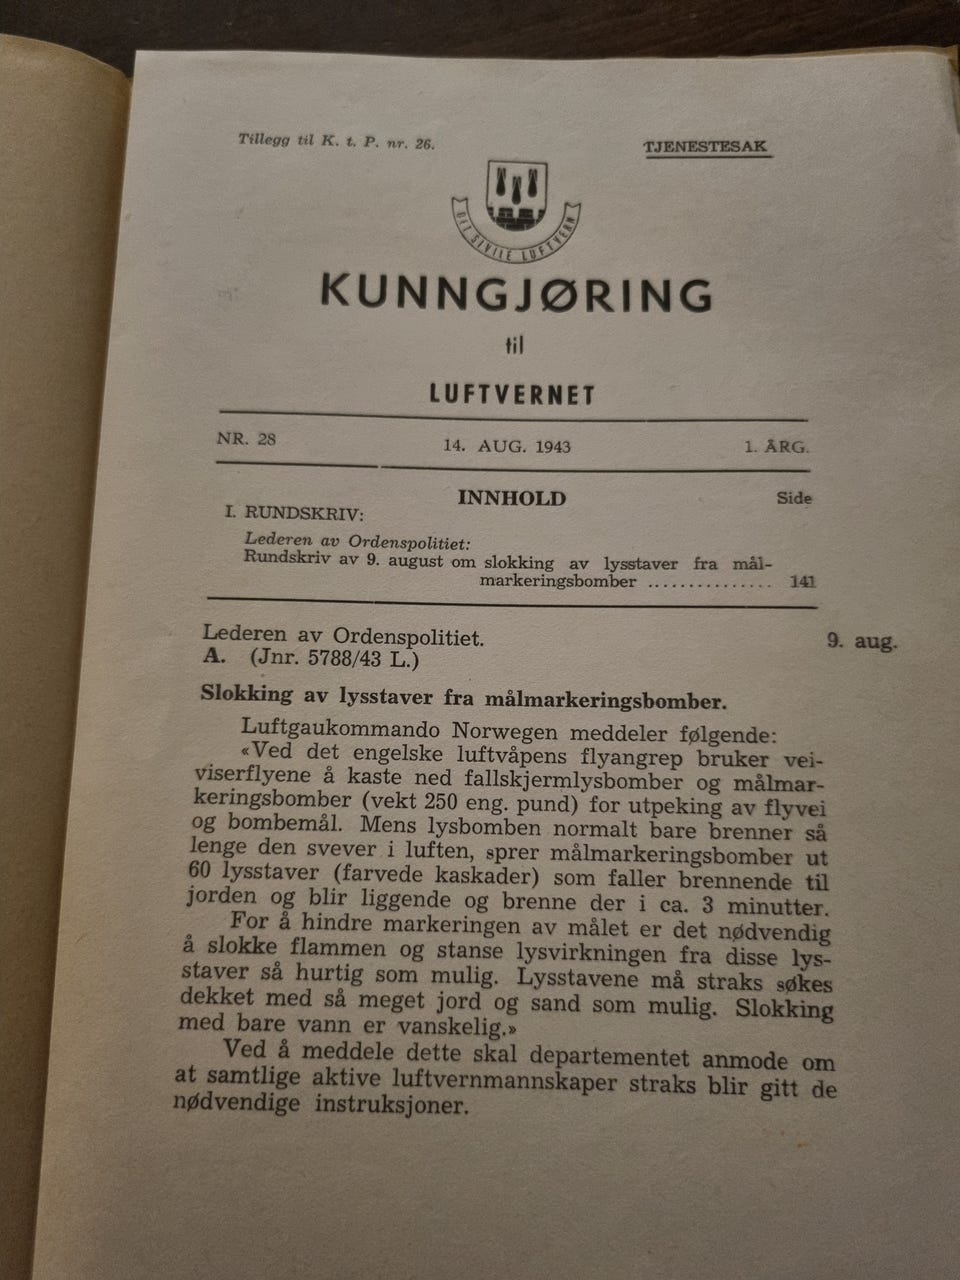 Tillegg til K. t. P. nr. 26.
TJENESTESAK
DET SIVILE LUFTVERN
KUNNGJØRING
til
LUFTVERNET
NR. 28 14. AUG. 1943 1. ÅRG.
INNHOLD Side
I. RUNDSKRIV:
Lederen av Ordenspolitiet:
Rundskriv av 9. august om slokking av lysstaver fra mål-
markeringsbomber ............... 141
Lederen av Ordenspolitiet. 9. aug.
A. (Jnr. 5788/43 L.)
Slokking av lysstaver fra målmarkeringsbomber.
Luftgaukommando Norwegen meddeler følgende:
«Ved det engelske luftvåpens flyangrep bruker vei-
viserflyene å kaste ned fallskjermlysbomber og målmar-
keringsbomber (vekt 250 eng. pund) for utpeking av flyvei
og bombemål. Mens lysbomben normalt bare brenner så
lenge den svever i luften, sprer målmarkeringsbomber ut
60 lysstaver (farvede kaskader) som faller brennende til
jorden og blir liggende og brenne der i ca. 3 minutter.
For å hindre markeringen av målet er det nødvendig
å slokke flammen og stanse lysvirkningen fra disse lys-
staver så hurtig som mulig. Lysstavene må straks søkes
dekket med så meget jord og sand som mulig. Slokking
med bare vann er vanskelig.»
Ved å meddele dette skal departementet anmode om
at samtlige aktive luftvernmannskaper straks blir gitt de
nødvendige instruksjoner.